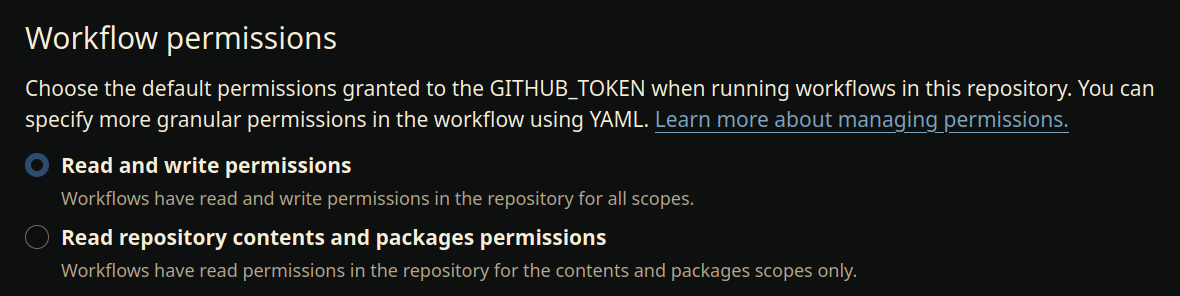 Workflow permissions
Choose the default permissions granted to the GITHUB_TOKEN when running workflows in this repository. You can
specify more granular permissions in the workflow using YAML. Learn more about managing permissions.
Read and write permissions
Workflows have read and write permissions in the repository for all scopes.
Read repository contents and packages permissions
Workflows have read permissions in the repository for the contents and packages scopes only.